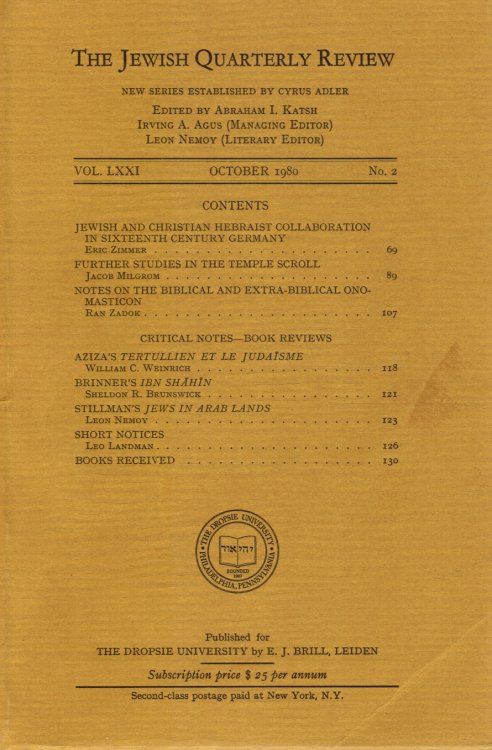 THE JEWISH QUARTERLY REVIEW
NEW SERIES ESTABLISHED BY CYRUS ADLER
EDITED BY ABRAHAM I. KATSH
IRVING A. AGUS (MANAGING EDITOR)
LEON NEMOY (LITERARY EDITOR)
VOL. LXXI OCTOBER 1980 No. 2
CONTENTS
JEWISH AND CHRISTIAN HEBRAIST COLLABORATION
IN SIXTEENTH CENTURY GERMANY
ERIC ZIMMER . . . . . . . . . . . . . . . . . . . . . 69
FURTHER STUDIES IN THE TEMPLE SCROLL
JACOB MILGROM . . . . . . . . . . . . . . . . . . . 89
NOTES ON THE BIBLICAL AND EXTRA-BIBLICAL ONO-
MASTICON
RAN ZADOK . . . . . . . . . . . . . . . . . . . . . . 107
CRITICAL NOTES—BOOK REVIEWS
AZIZA'S TERTULLIEN ET LE JUDAÏSME
WILLIAM C. WEINRICH . . . . . . . . . . . . . . . . 118
BRINNER'S IBN SHĀHĪN
SHELDON R. BRUNSWICK . . . . . . . . . . . . . . . 121
STILLMAN'S JEWS IN ARAB LANDS
LEON NEMOY . . . . . . . . . . . . . . . . . . . . 123
SHORT NOTICES
LEO LANDMAN . . . . . . . . . . . . . . . . . . . . 126
BOOKS RECEIVED . . . . . . . . . . . . . . . . . 130
THE DROPSIE UNIVERSITY
יהי אור
FOUNDED
1907
PHILADELPHIA, PENNSYLVANIA
Published for
THE DROPSIE UNIVERSITY by E. J. BRILL, LEIDEN
Subscription price $ 25 per annum
Second-class postage paid at New York, N.Y.